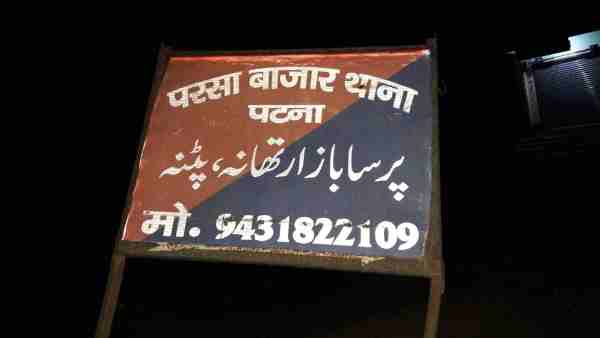 परसा बाजार थाना
पटना
پرسا بازار تھانہ، پٹنہ
मो. 9431822109